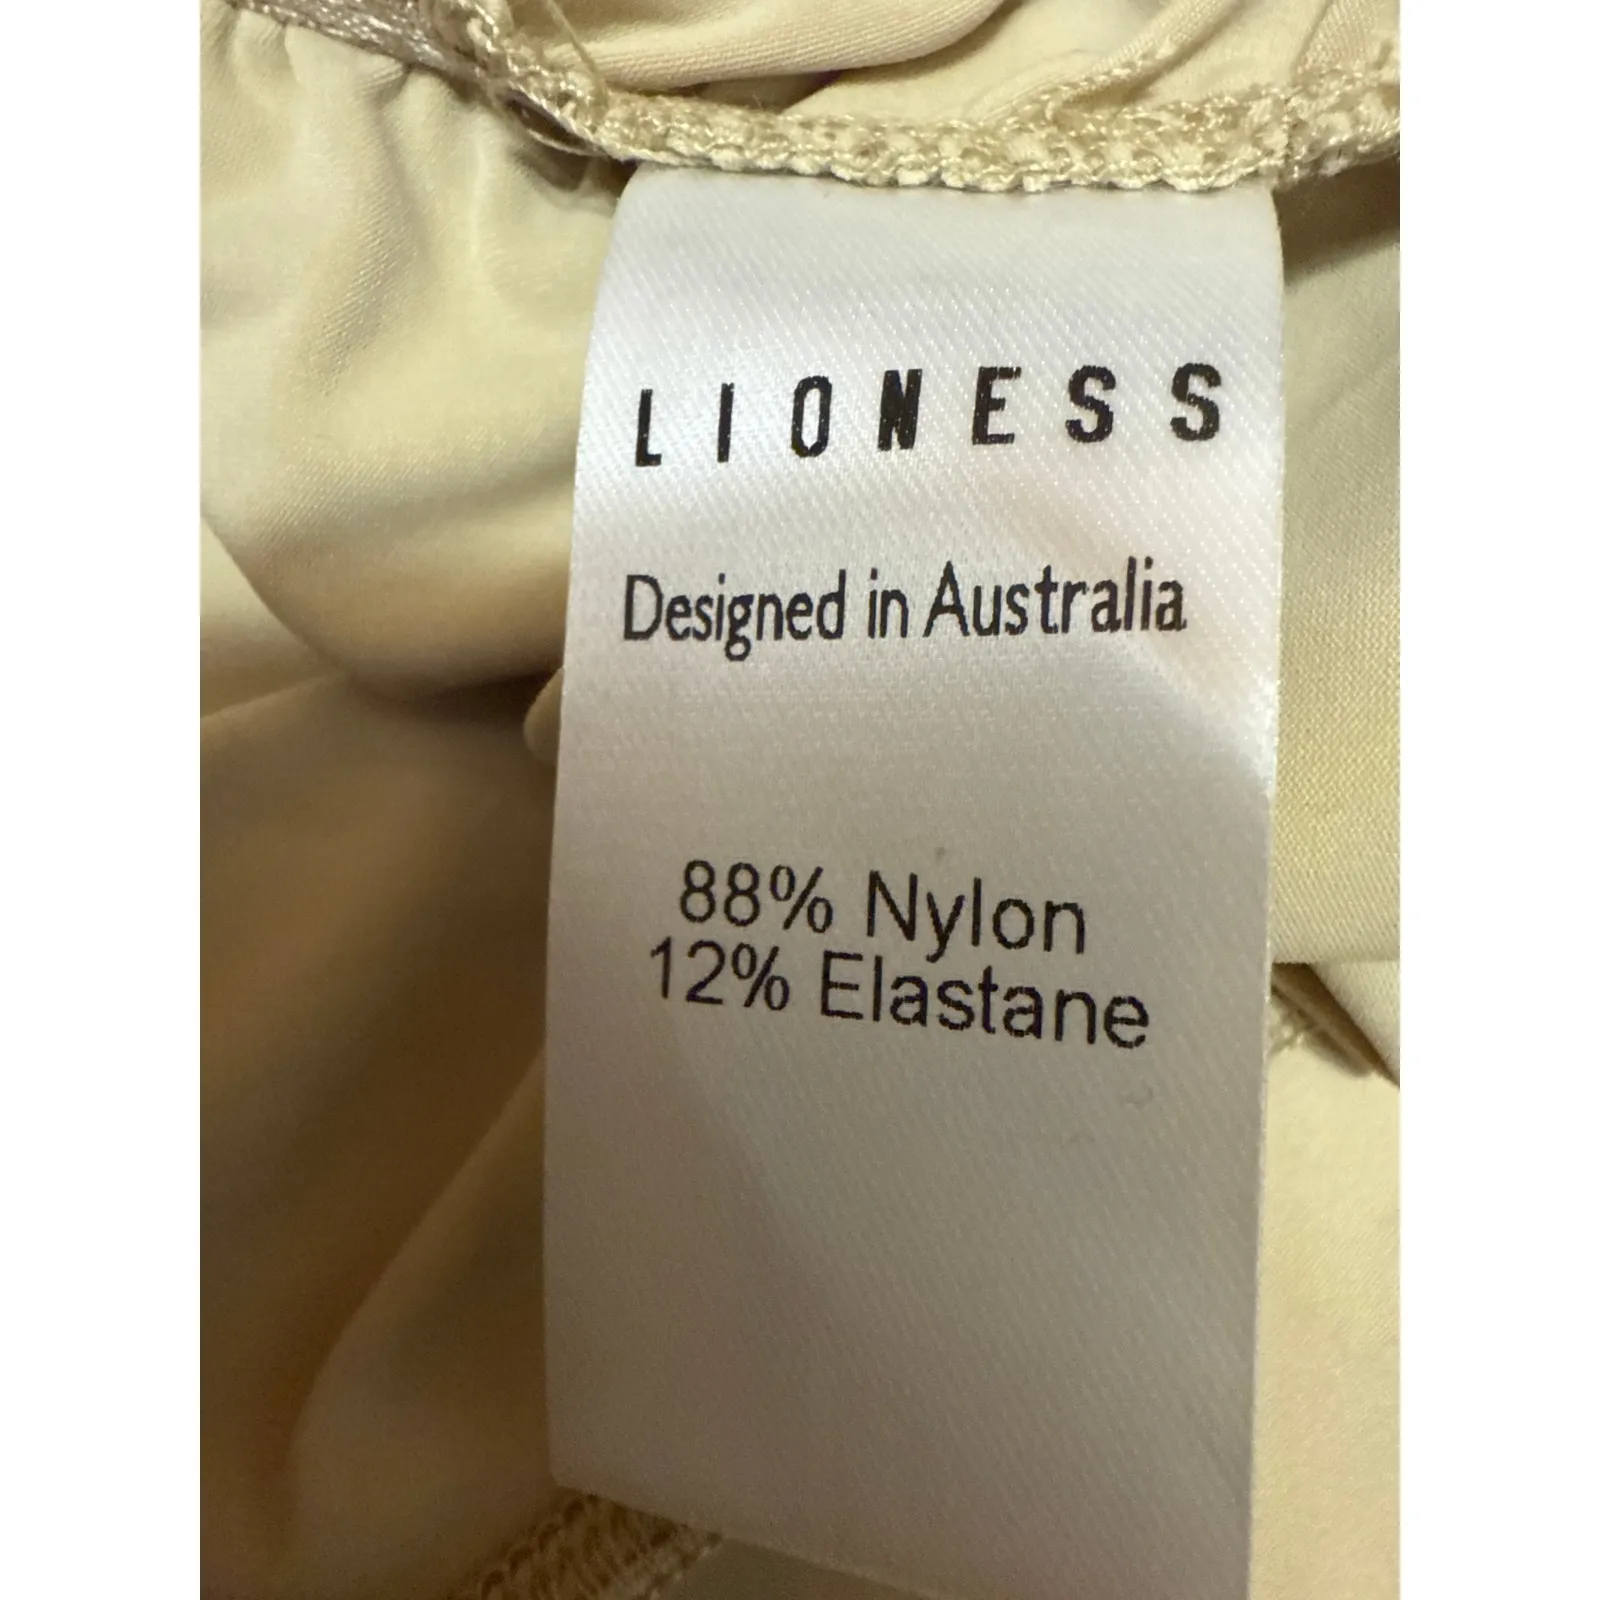 LIONESS
Designed in Australia
88% Nylon
12% Elastane